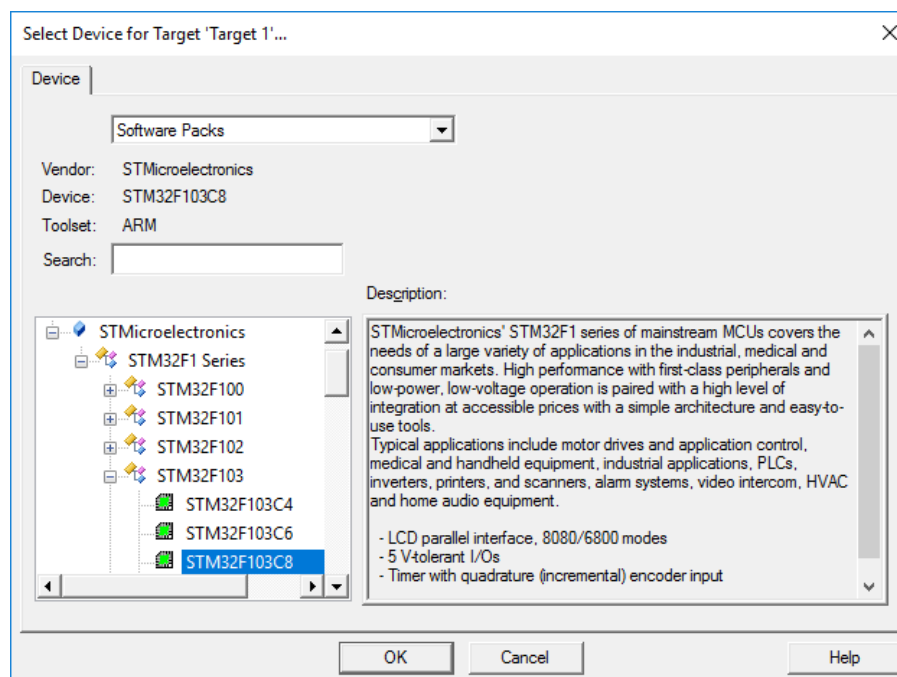 Select Device for Target 'Target 1'...
Device
Software Packs
Vendor: STMicroelectronics
Device: STM32F103C8
Toolset: ARM
Search:
Description:
STMicroelectronics
STM32F1 Series
STM32F100
STM32F101
STM32F102
STM32F103
STM32F103C4
STM32F103C6
STM32F103C8
STMicroelectronics' STM32F1 series of mainstream MCUs covers the
needs of a large variety of applications in the industrial, medical and
consumer markets. High performance with first-class peripherals and
low-power, low-voltage operation is paired with a high level of
integration at accessible prices with a simple architecture and easy-to-
use tools.
Typical applications include motor drives and application control,
medical and handheld equipment, industrial applications, PLCs,
inverters, printers, and scanners, alarm systems, video intercom, HVAC
and home audio equipment.
- LCD parallel interface, 8080/6800 modes
- 5 V-tolerant I/Os
- Timer with quadrature (incremental) encoder input
OK
Cancel
Help